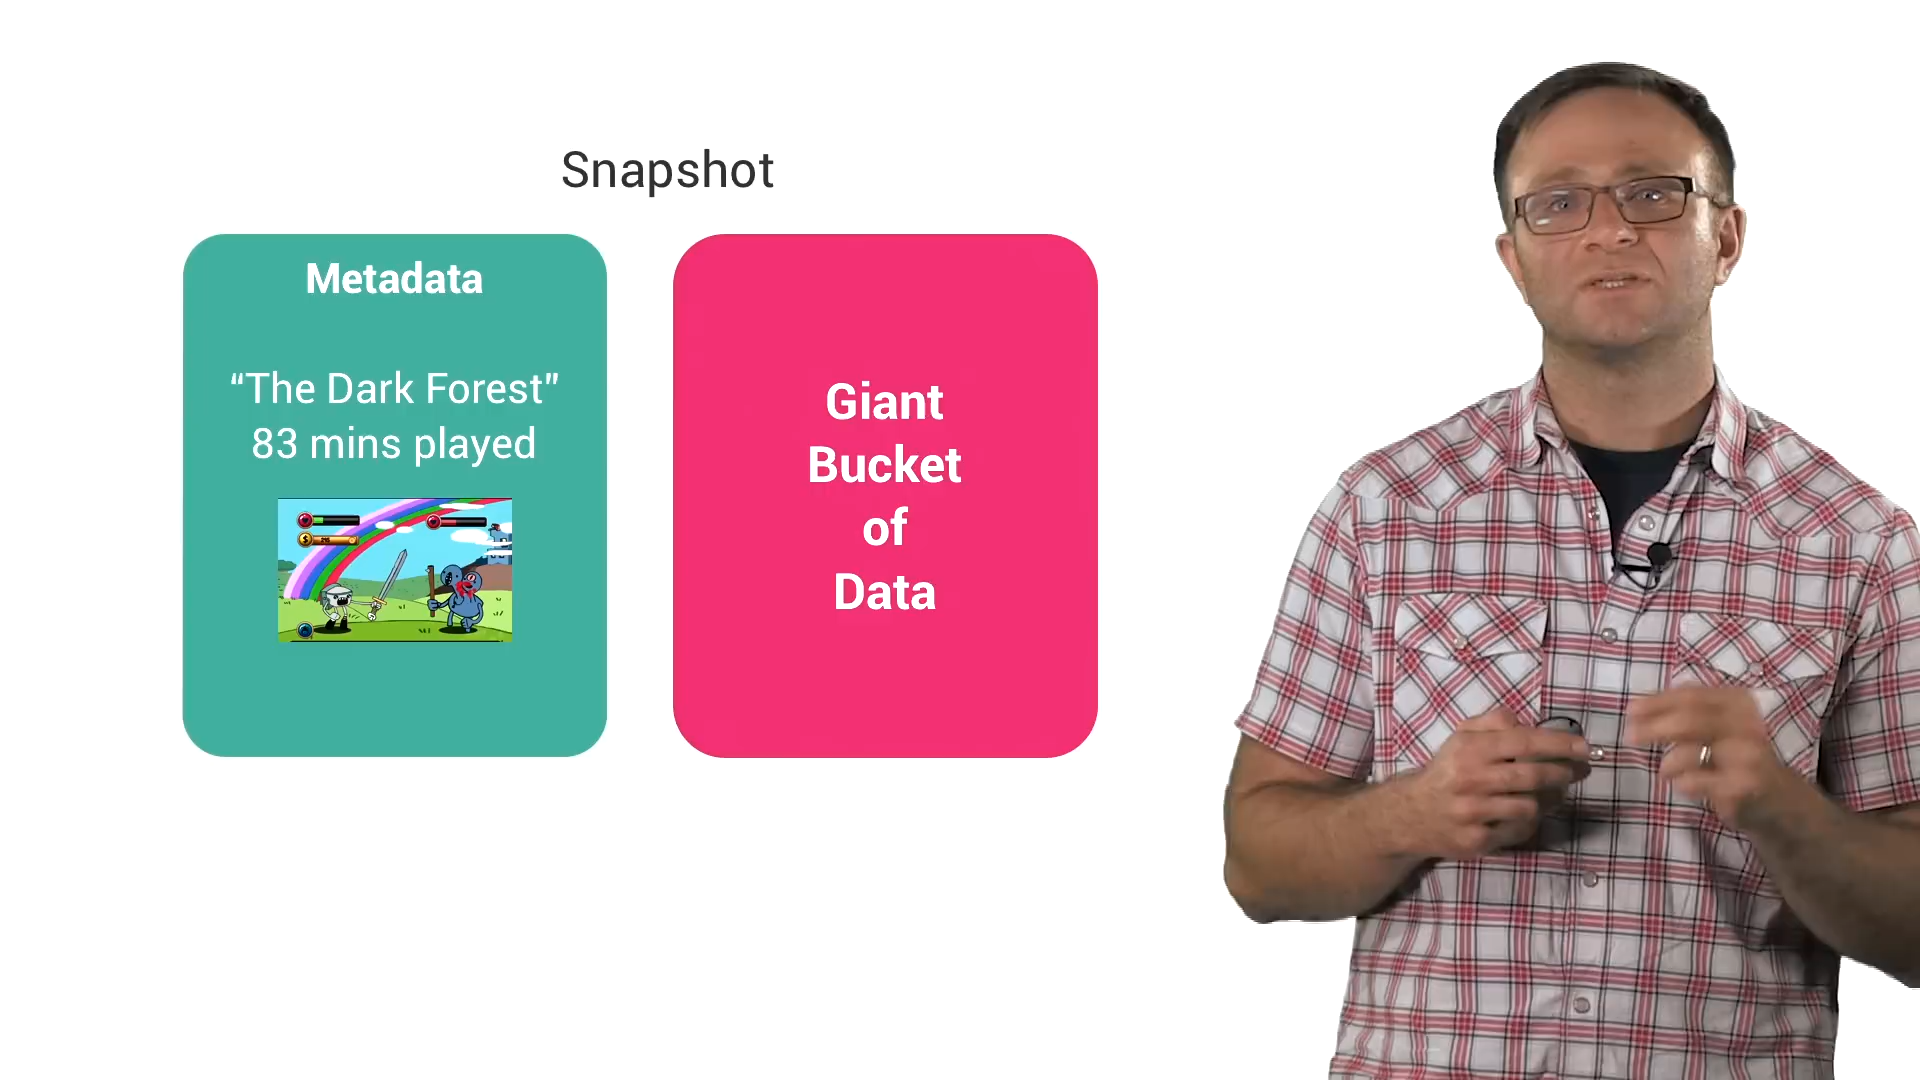 Snapshot
Metadata
“The Dark Forest”
83 mins played
Giant
Bucket
of
Data